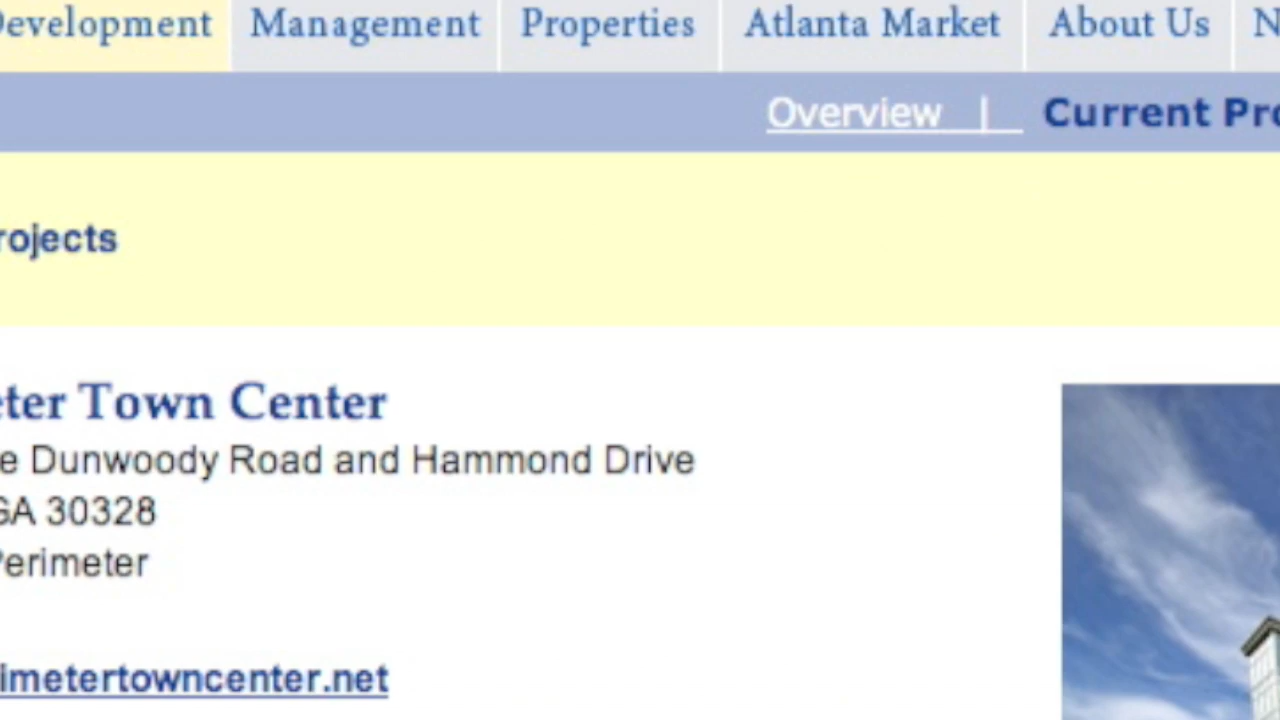 Development Management Properties Atlanta Market About Us N
Overview | Current Pro
rojects
eter Town Center
e Dunwoody Road and Hammond Drive
GA 30328
Perimeter
imetertowncenter.net